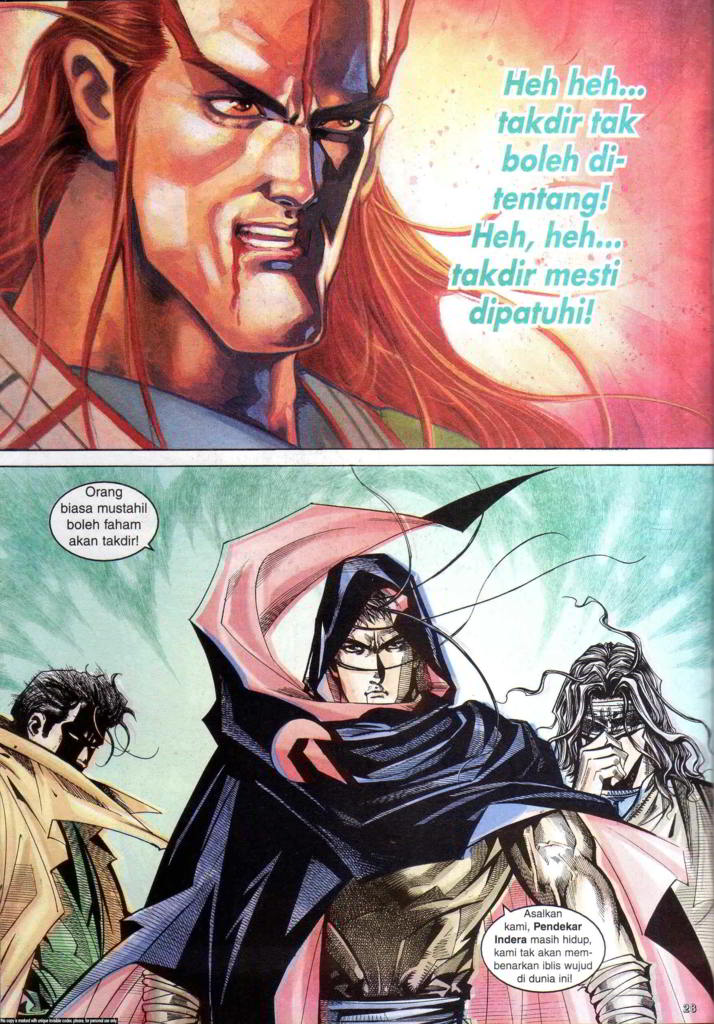 Heh heh...
takdir tak
boleh di-
tentang!
Heh, heh...
takdir mesti
dipatuhi!
Orang
biasa mustahil
boleh faham
akan takdir!
Asalkan
kami, Pendekar
Indera masih hidup,
kami tak akan mem-
benarkan iblis wujud
di dunia ini!
28